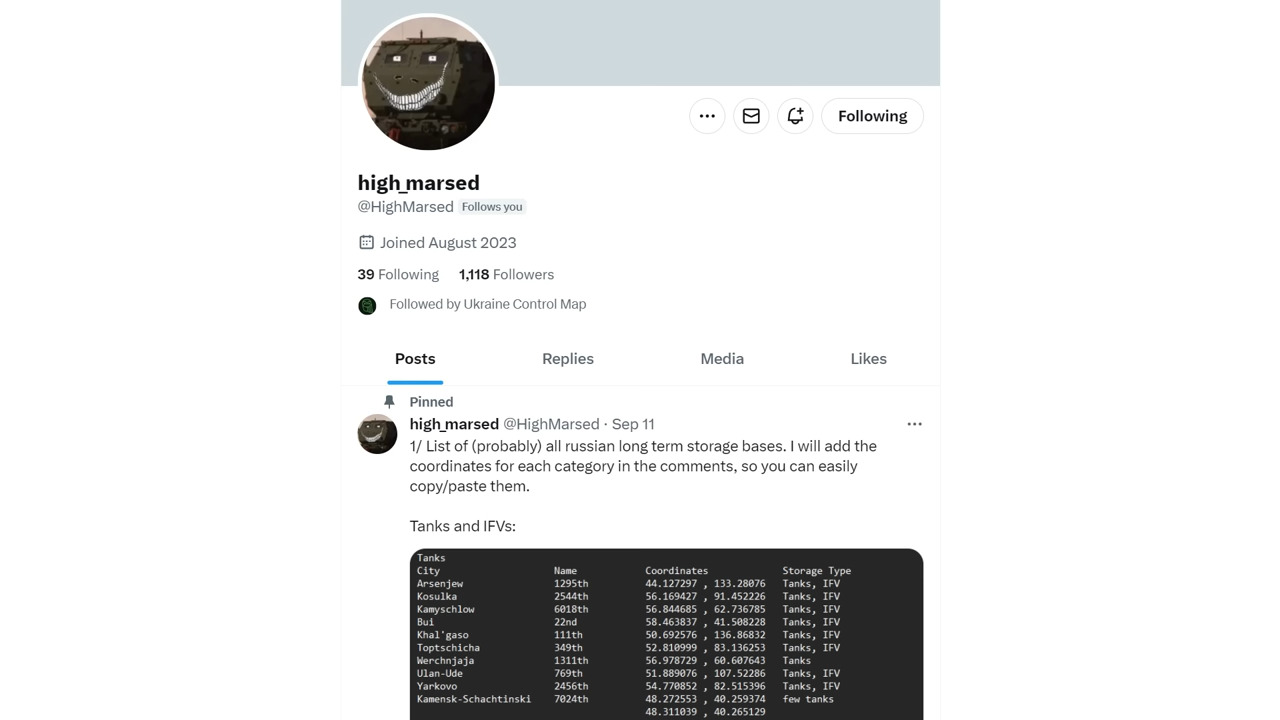 Following
high_marsed
@HighMarsed Follows you
Joined August 2023
39 Following 1,118 Followers
Followed by Ukraine Control Map
Posts Replies Media Likes
Pinned
high_marsed @HighMarsed · Sep 11
1/ List of (probably) all russian long term storage bases. I will add the
coordinates for each category in the comments, so you can easily
copy/paste them.
Tanks and IFVs:
Tanks
City Name Coordinates Storage Type
Arsenjew 1295th 44.127297 , 133.28076 Tanks, IFV
Kosulka 2544th 56.169427 , 91.452226 Tanks, IFV
Kamyschlow 6018th 56.844685 , 62.736785 Tanks, IFV
Bui 22nd 58.463837 , 41.508228 Tanks, IFV
Khal'gaso 111th 50.692576 , 136.86832 Tanks, IFV
Toptschicha 349th 52.810999 , 83.136253 Tanks, IFV
Werchnjaja 1311th 56.978729 , 60.607643 Tanks
Ulan-Ude 769th 51.889076 , 107.52286 Tanks, IFV
Yarkovo 2456th 54.770852 , 82.515396 Tanks, IFV
Kamensk-Schachtinski 7024th 48.272553 , 40.259374 few tanks
48.311039 , 40.265129